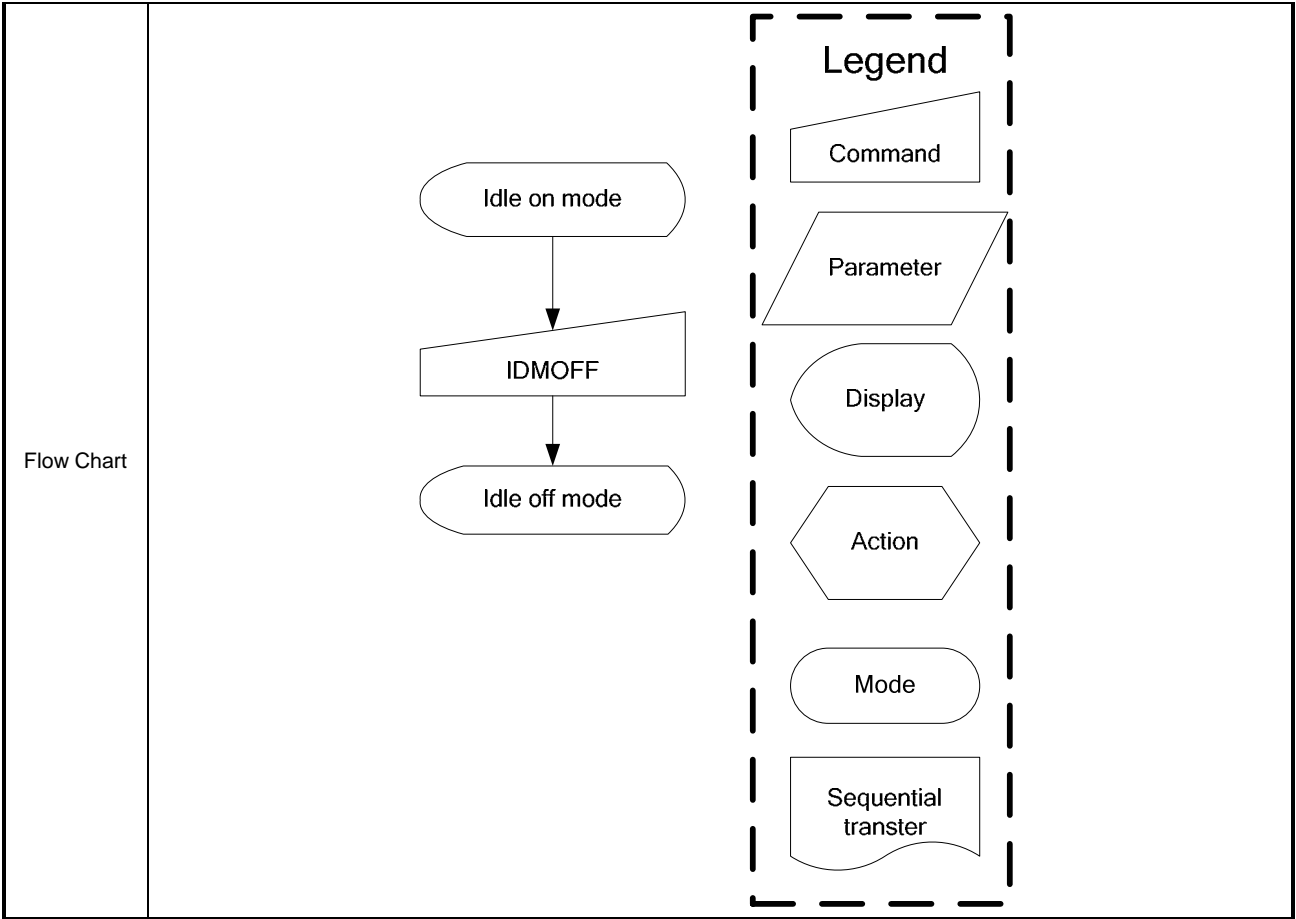 Flow Chart
Idle on mode
IDMOFF
Idle off mode
Legend
Command
Parameter
Display
Action
Mode
Sequential
transter